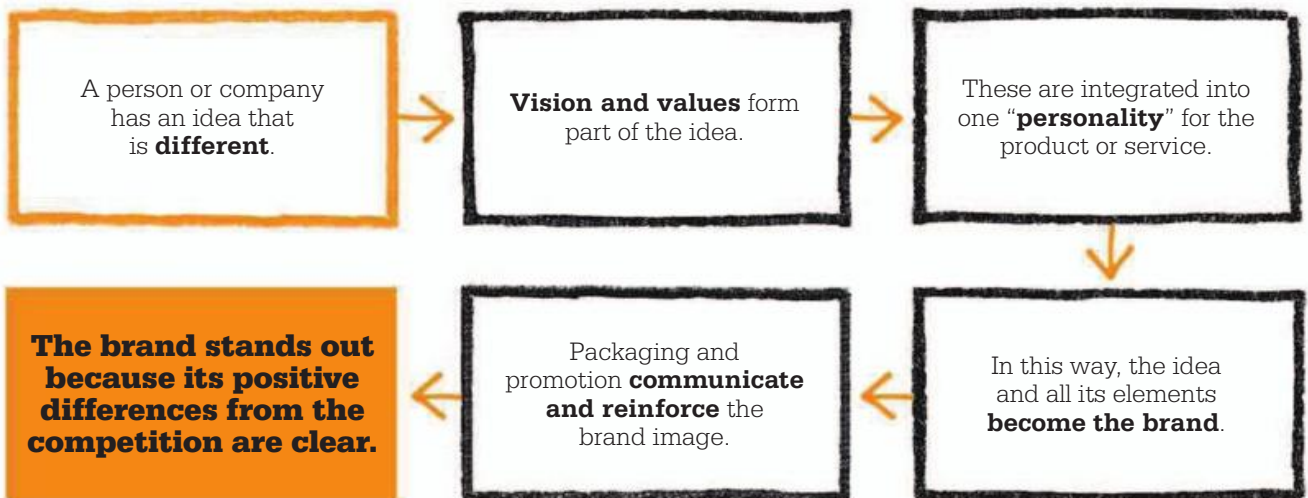 A person or company
has an idea that
is different.
Vision and values form
part of the idea.
These are integrated into
one “personality” for the
product or service.
In this way, the idea
and all its elements
become the brand.
Packaging and
promotion communicate
and reinforce the
brand image.
The brand stands out
because its positive
differences from the
competition are clear.